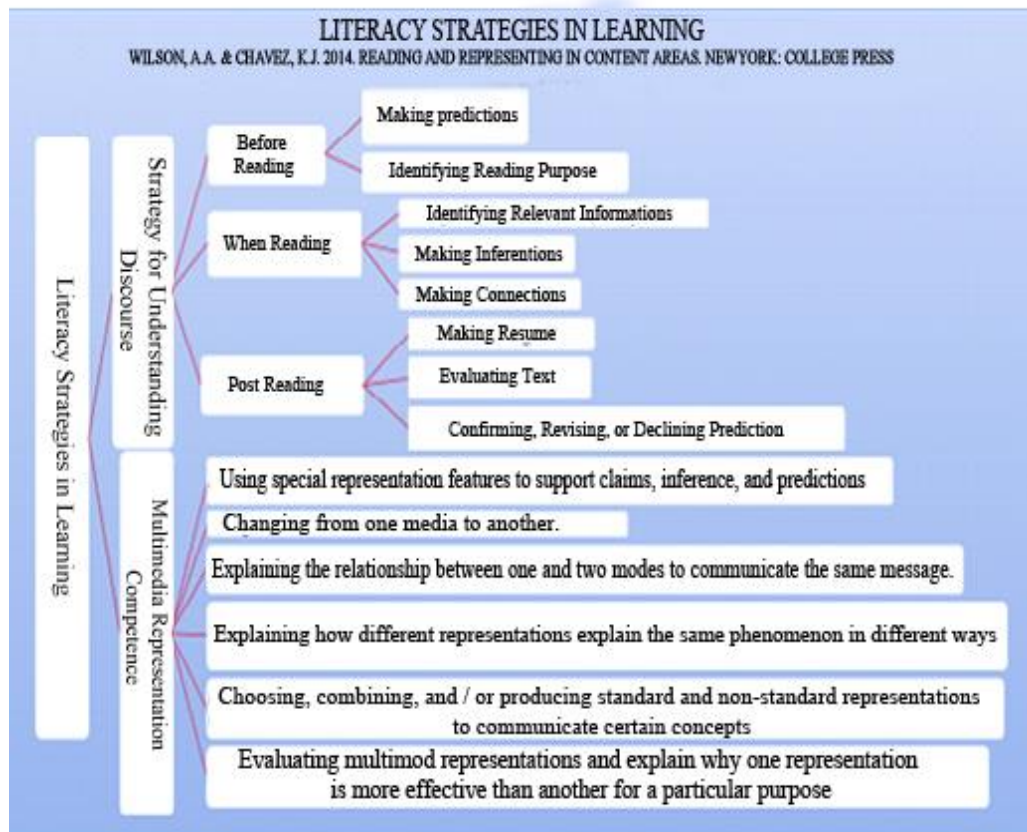 LITERACY STRATEGIES IN LEARNING
WILSON, A.A. & CHAVEZ, K.J. 2014. READING AND REPRESENTING IN CONTENT AREAS. NEWYORK: COLLEGE PRESS
Literacy Strategies in Learning
Strategy for Understanding
Discourse
Before
Reading
Making predictions
Identifying Reading Purpose
When Reading
Identifying Relevant Informations
Making Inferentions
Making Connections
Post Reading
Making Resume
Evaluating Text
Confirming, Revising, or Declining Prediction
Multimedia Representation
Competence
Using special representation features to support claims, inference, and predictions
Changing from one media to another.
Explaining the relationship between one and two modes to communicate the same message.
Explaining how different representations explain the same phenomenon in different ways
Choosing, combining, and / or producing standard and non-standard representations
to communicate certain concepts
Evaluating multimod representations and explain why one representation
is more effective than another for a particular purpose